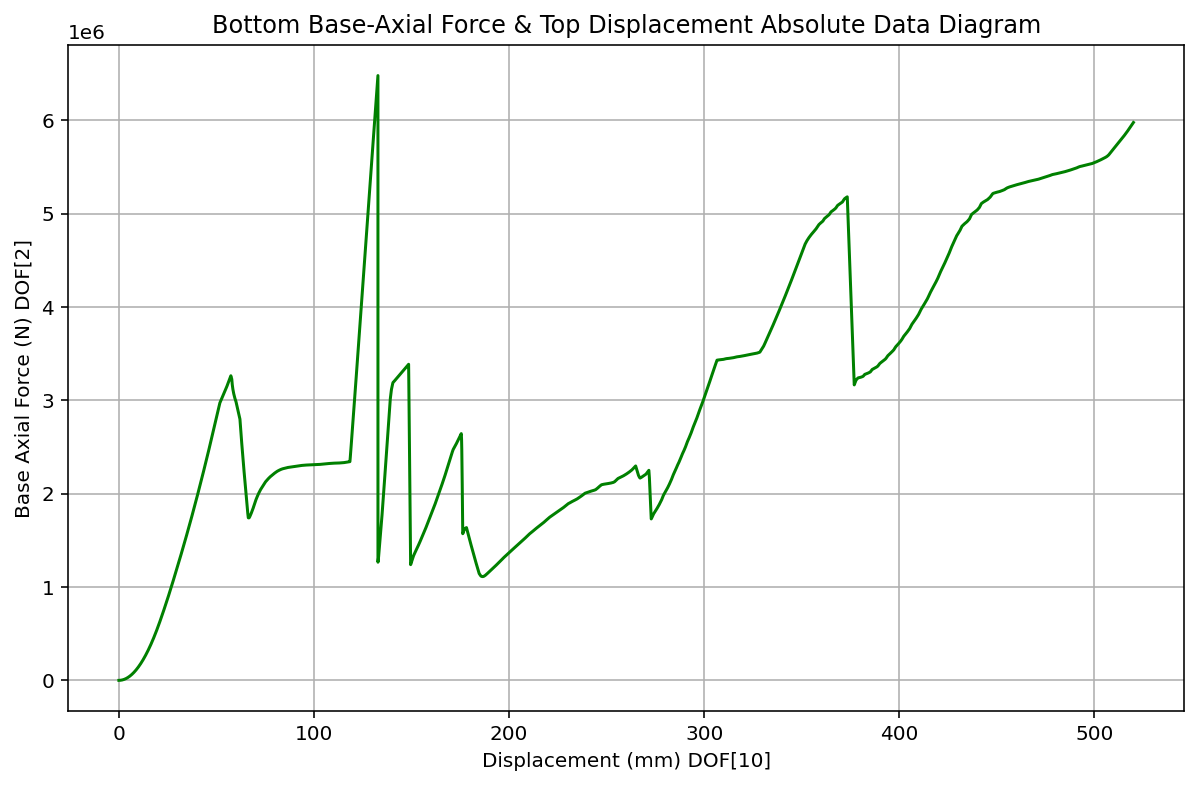 Bottom Base-Axial Force & Top Displacement Absolute Data Diagram
1e6
6
5
4
3
2
1
0
Base Axial Force (N) DOF[2]
0 100 200 300 400 500
Displacement (mm) DOF[10]